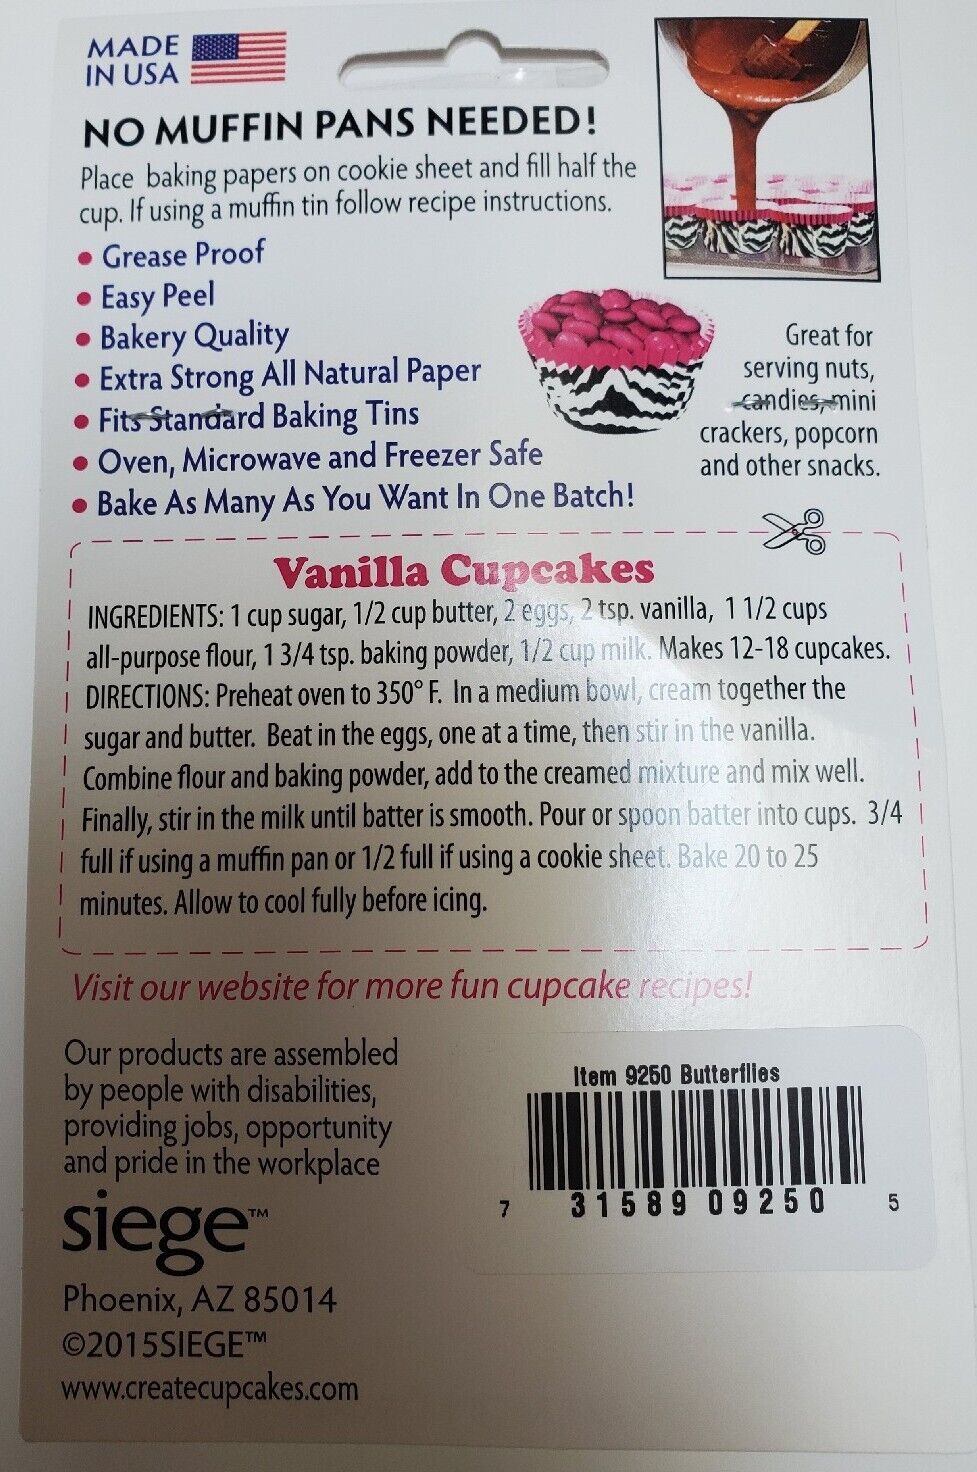 MADE
IN USA
NO MUFFIN PANS NEEDED!
Place baking papers on cookie sheet and fill half the
cup. If using a muffin tin follow recipe instructions.
• Grease Proof
• Easy Peel
• Bakery Quality
• Extra Strong All Natural Paper
• Fits Standard Baking Tins
• Oven, Microwave and Freezer Safe
• Bake As Many As You Want In One Batch!
Great for
serving nuts,
candies, mini
crackers, popcorn
and other snacks.
Vanilla Cupcakes
INGREDIENTS: 1 cup sugar, 1/2 cup butter, 2 eggs, 2 tsp. vanilla, 1 1/2 cups
all-purpose flour, 1 3/4 tsp. baking powder, 1/2 cup milk. Makes 12-18 cupcakes.
DIRECTIONS: Preheat oven to 350° F. In a medium bowl, cream together the
sugar and butter. Beat in the eggs, one at a time, then stir in the vanilla.
Combine flour and baking powder, add to the creamed mixture and mix well.
Finally, stir in the milk until batter is smooth. Pour or spoon batter into cups. 3/4
full if using a muffin pan or 1/2 full if using a cookie sheet. Bake 20 to 25
minutes. Allow to cool fully before icing.
Visit our website for more fun cupcake recipes!
Our products are assembled
by people with disabilities,
providing jobs, opportunity
and pride in the workplace
siege™
Phoenix, AZ 85014
©2015SIEGE™
www.createcupcakes.com
Item 9250 Butterflies
7 31589 09250 5